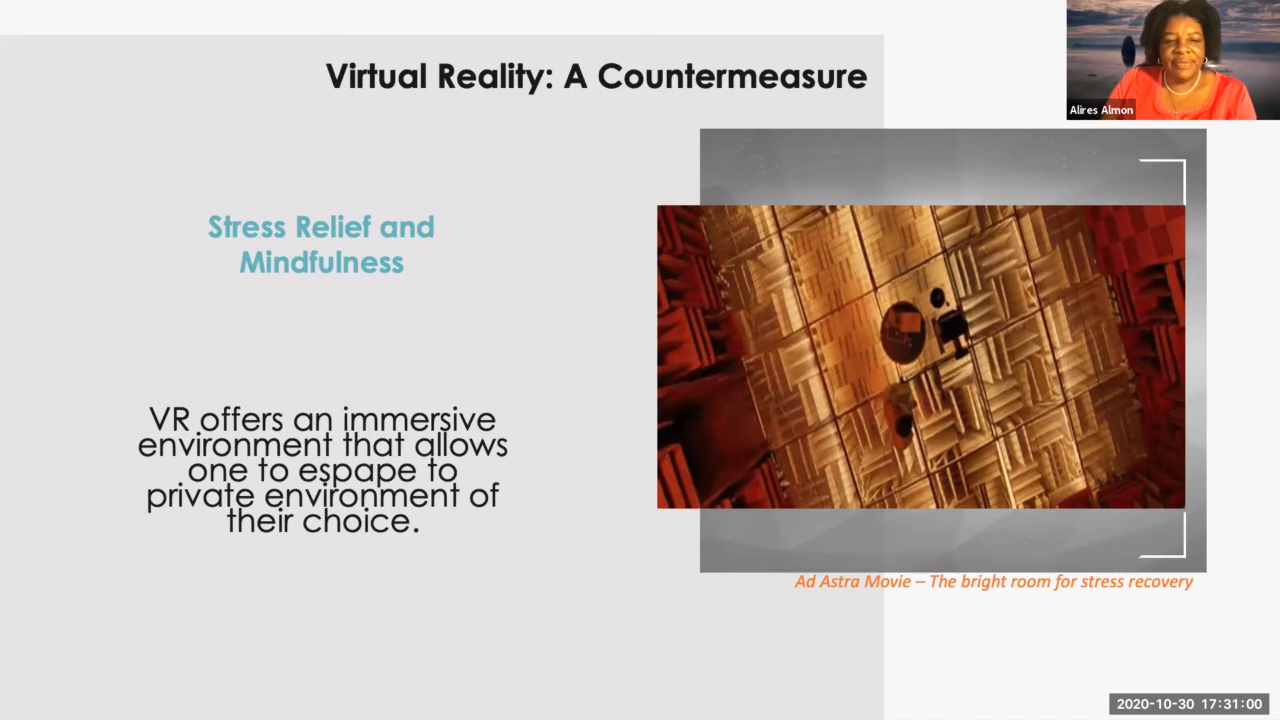 Virtual Reality: A Countermeasure
Alires Almon
Stress Relief and
Mindfulness
VR offers an immersive
environment that allows
one to espape to
private environment of
their choice.
Ad Astra Movie – The bright room for stress recovery
2020-10-30 17:31:00